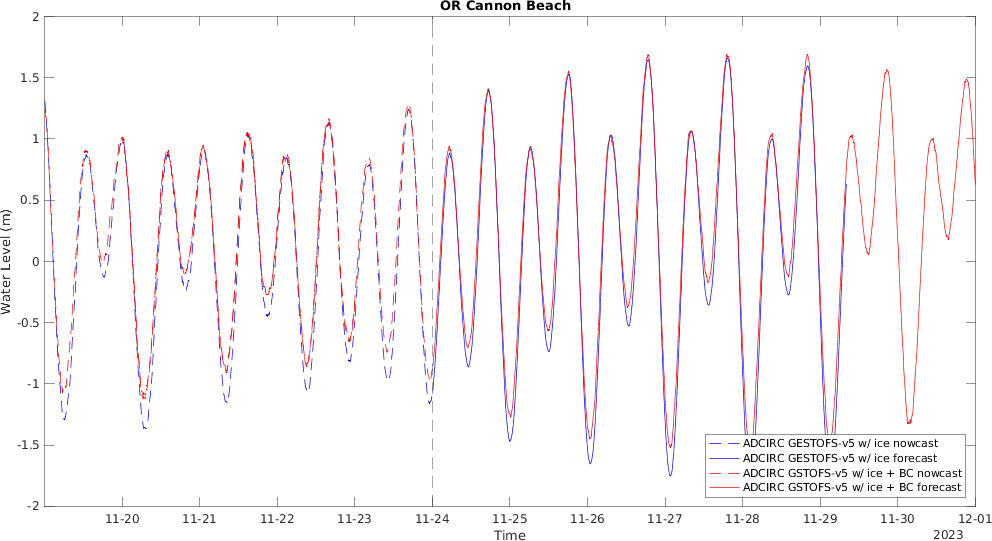 OR Cannon Beach
2
1.5
1
0.5
0
-0.5
-1
-1.5
-2
Water Level (m)
ADCIRC GESTOFS-v5 w/ ice nowcast
ADCIRC GESTOFS-v5 w/ ice forecast
ADCIRC GSTOFS-v5 w/ ice + BC nowcast
ADCIRC GSTOFS-v5 w/ ice + BC forecast
11-20 11-21 11-22 11-23 11-24 11-25 11-26 11-27 11-28 11-29 11-30 12-01
Time
2023